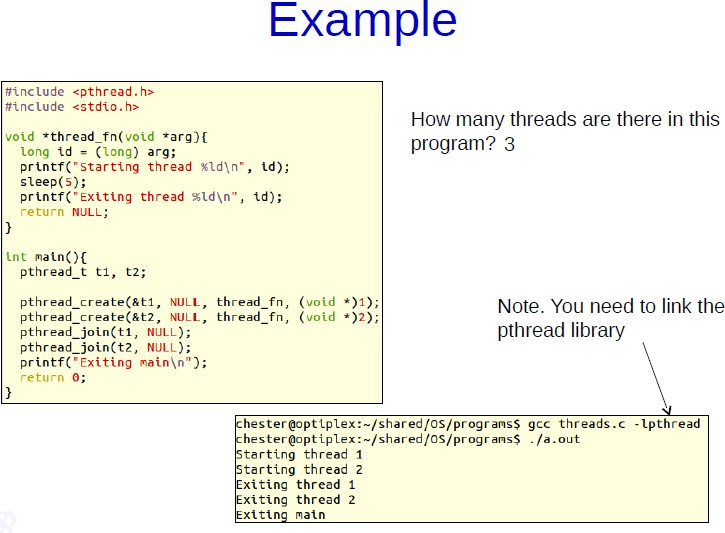 Example
#include <pthread.h>
#include <stdio.h>
void *thread_fn(void *arg){
long id = (long) arg;
printf("Starting thread %ld\n", id);
sleep(5);
printf("Exiting thread %ld\n", id);
return NULL;
}
int main(){
pthread_t t1, t2;
pthread_create(&t1, NULL, thread_fn, (void *)1);
pthread_create(&t2, NULL, thread_fn, (void *)2);
pthread_join(t1, NULL);
pthread_join(t2, NULL);
printf("Exiting main\n");
return 0;
}
How many threads are there in this
program? 3
Note. You need to link the
pthread library
chester@optiplex:~/shared/OS/programs$ gcc threads.c -lpthread
chester@optiplex:~/shared/OS/programs$ ./a.out
Starting thread 1
Starting thread 2
Exiting thread 1
Exiting thread 2
Exiting main